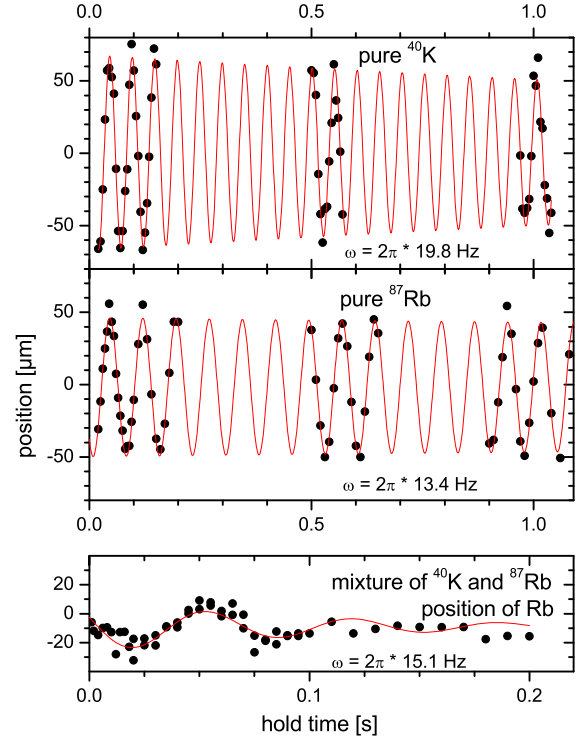 0.0 0.5 1.0
pure ⁴⁰K
50
0
-50
ω = 2π * 19.8 Hz
pure ⁸⁷Rb
50
0
-50
ω = 2π * 13.4 Hz
position [µm]
0.0 0.5 1.0
mixture of ⁴⁰K and ⁸⁷Rb
position of Rb
20
0
-20
ω = 2π * 15.1 Hz
0.0 0.1 0.2
hold time [s]